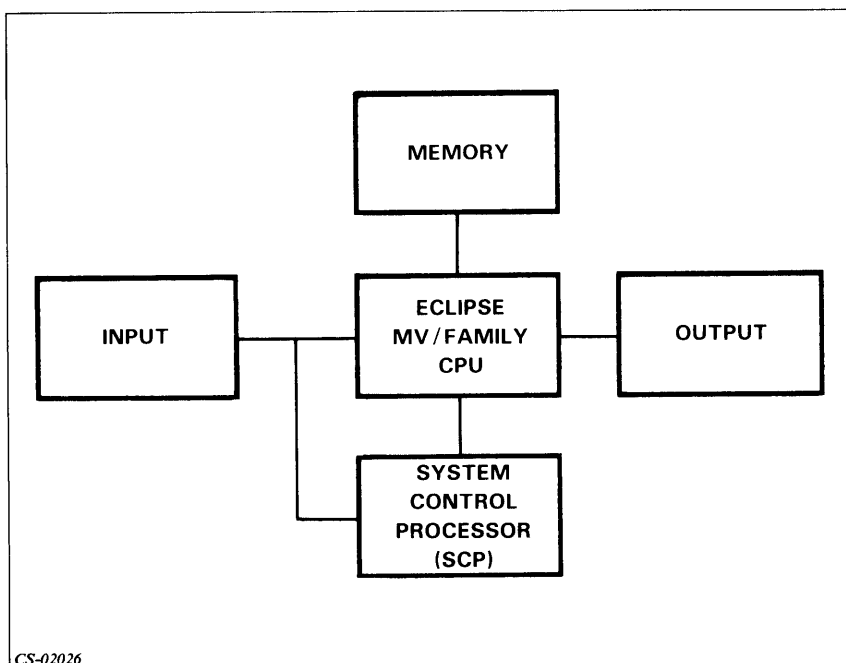 MEMORY
INPUT
ECLIPSE
MV/FAMILY
CPU
OUTPUT
SYSTEM
CONTROL
PROCESSOR
(SCP)
CS-02026